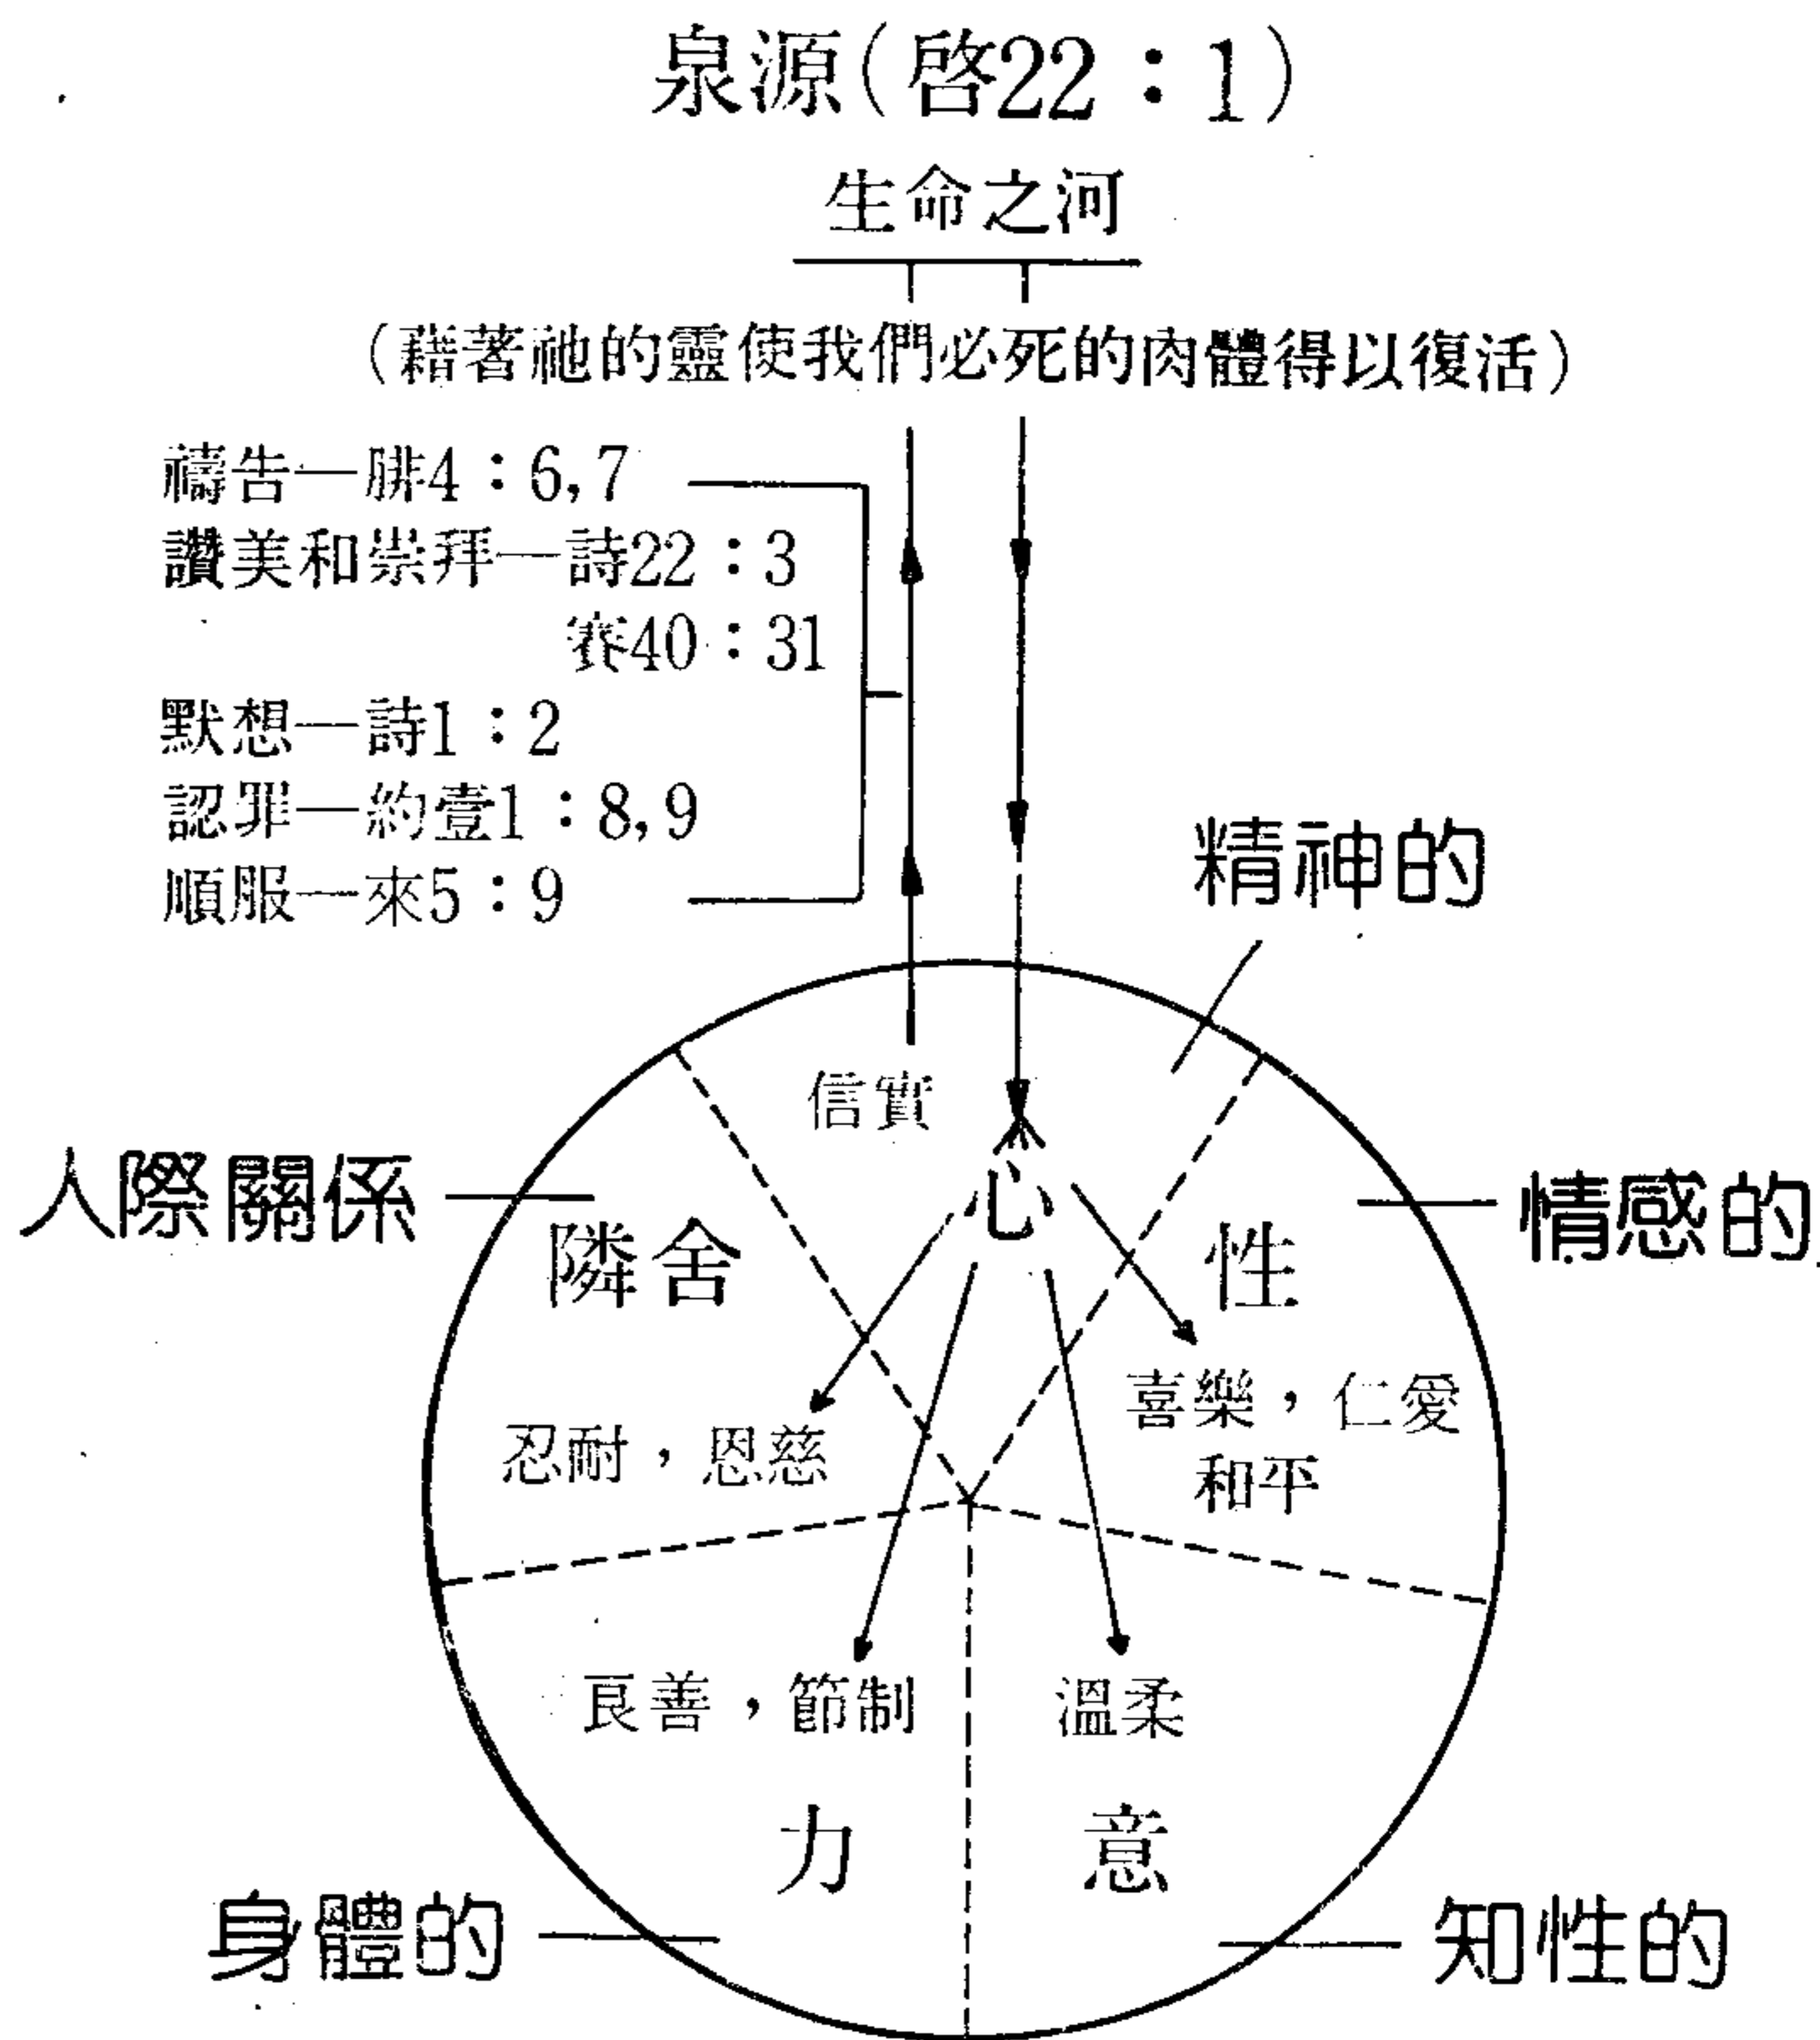 泉源(啓22：1)
生命之河
(藉著祂的靈使我們必死的肉體得以復活)
禱告—腓4：6,7
讚美和崇拜—詩22：3
賽40：31
默想—詩1：2
認罪—約壹1：8,9
順服—來5：9
精神的
信實
人際關係
心
情感的
隣舍
性
喜樂，仁愛
和平
忍耐，恩慈
良善，節制
溫柔
力
意
身體的
知性的